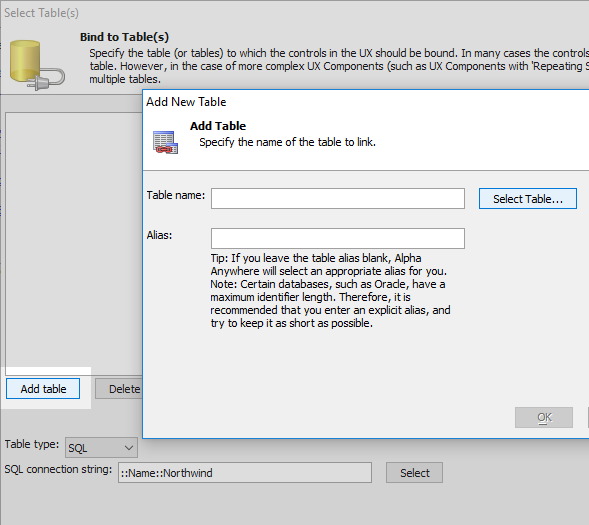 Select Table(s)
Bind to Table(s)
Specify the table (or tables) to which the controls in the UX should be bound. In many cases the controls
table. However, in the case of more complex UX Components (such as UX Components with 'Repeating S
multiple tables.
Add New Table
Add Table
Specify the name of the table to link.
Table name:
Select Table...
Alias:
Tip: If you leave the table alias blank, Alpha
Anywhere will select an appropriate alias for you.
Note: Certain databases, such as Oracle, have a
maximum identifier length. Therefore, it is
recommended that you enter an explicit alias, and
try to keep it as short as possible.
Add table
Delete
OK
Table type:
SQL
SQL connection string:
::Name::Northwind
Select